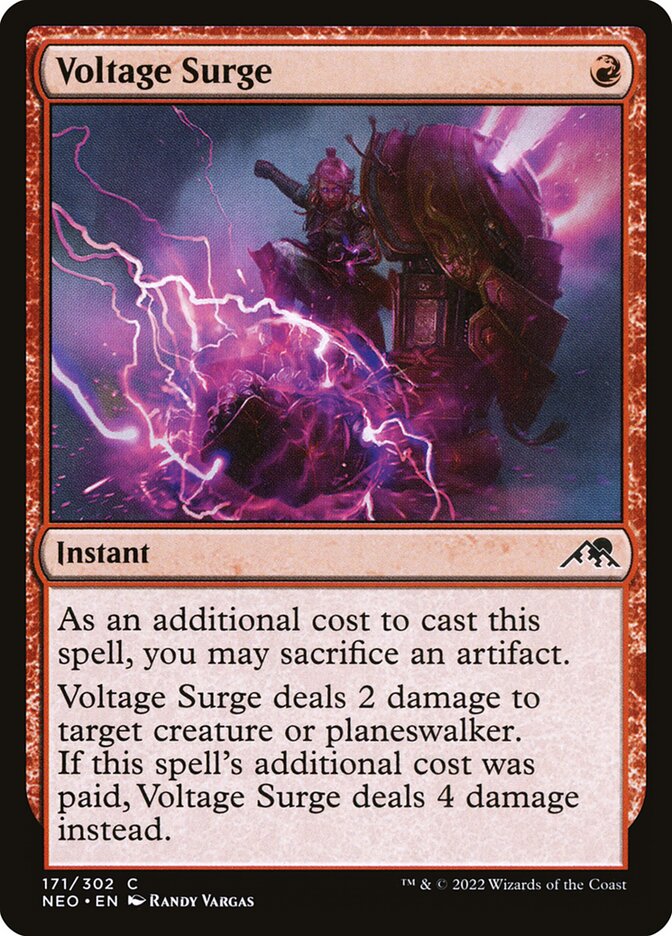 Voltage Surge
Instant
As an additional cost to cast this
spell, you may sacrifice an artifact.
Voltage Surge deals 2 damage to
target creature or planeswalker.
If this spell's additional cost was
paid, Voltage Surge deals 4 damage
instead.
171/302 C
™ & © 2022 Wizards of the Coast
NEO • EN Randy Vargas